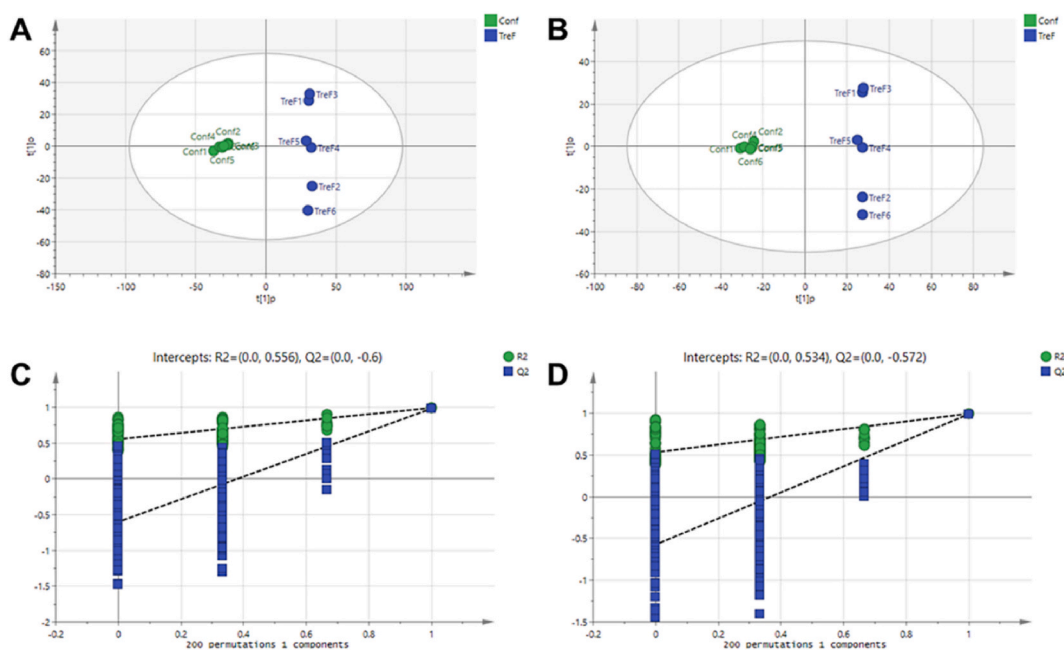 A
Conf
TreF
60
40
20
0
-20
-40
-60
-80
-150
-100
-50
0
50
100
t[1]o
t[1]p
Conf4
Conf2
Conf1
Conf5
TreF1
TreF3
TreF5
TreF4
TreF2
TreF6
B
Conf
TreF
40
20
0
-20
-40
-60
-100
-80
-60
-40
-20
0
20
40
60
80
100
t[1]o
t[1]p
Conf4
Conf2
Conf1
Conf6
TreF1
TreF3
TreF5
TreF4
TreF2
TreF6
C
Intercepts: R2=(0.0, 0.556), Q2=(0.0, -0.6)
R2
Q2
1
0.5
0
-0.5
-1
-1.5
-2
-0.2
0
0.2
0.4
0.6
0.8
1
200 permutations 1 components
D
Intercepts: R2=(0.0, 0.534), Q2=(0.0, -0.572)
R2
Q2
1
0.5
0
-0.5
-1
-1.5
-0.2
0
0.2
0.4
0.6
0.8
1
200 permutations 1 components